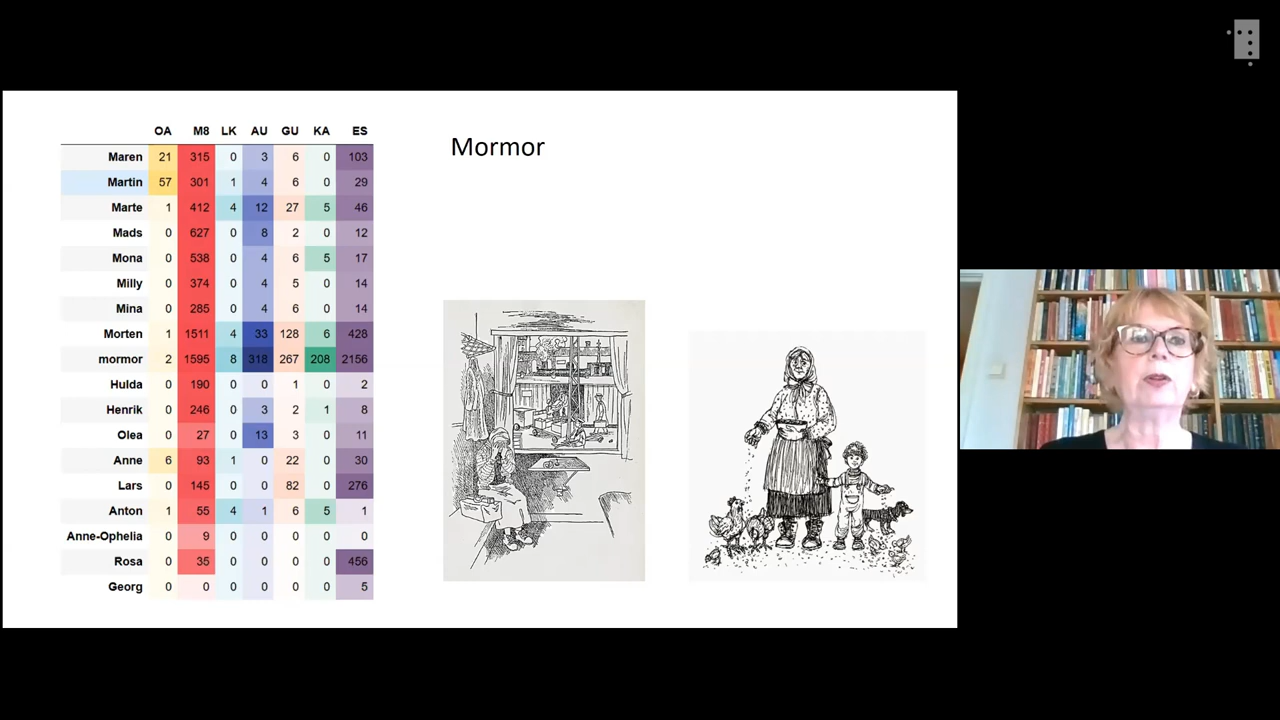 OA M8 LK AU GU KA ES
Maren 21 315 0 3 6 0 103
Martin 57 301 1 4 6 0 29
Marte 1 412 4 12 27 5 46
Mads 0 627 0 8 2 0 12
Mona 0 538 0 4 6 5 17
Milly 0 374 0 4 5 0 14
Mina 0 285 0 4 6 0 14
Morten 1 1511 4 33 128 6 428
mormor 2 1595 8 318 267 208 2156
Hulda 0 190 0 0 1 0 2
Henrik 0 246 0 3 2 1 8
Olea 0 27 0 13 3 0 11
Anne 6 93 1 0 22 0 30
Lars 0 145 0 0 82 0 276
Anton 1 55 4 1 6 5 1
Anne-Ophelia 0 9 0 0 0 0 0
Rosa 0 35 0 0 0 0 456
Georg 0 0 0 0 0 0 5
Mormor